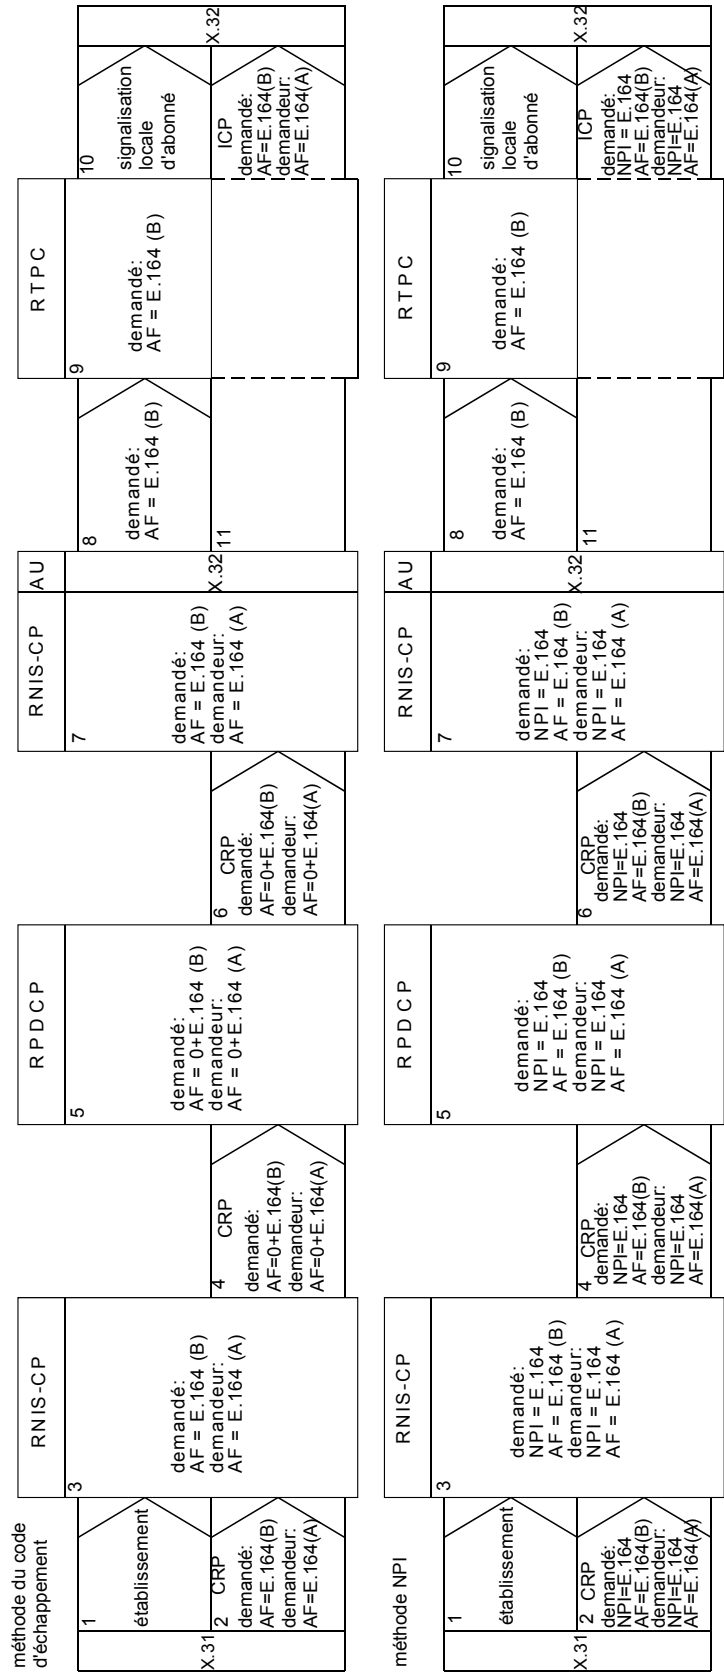 méthode du code
d'échappement
X.31
1
établissement
2 CRP
demandé:
AF=E.164(B)
demandeur:
AF=E.164(A)
RNIS-CP
3
demandé:
AF = E.164 (B)
demandeur:
AF = E.164 (A)
4 CRP
demandé:
AF=0+E.164(B)
demandeur:
AF=0+E.164(A)
RPDCP
5
demandé:
AF = 0+E.164 (B)
demandeur:
AF = 0+E.164 (A)
6 CRP
demandé:
AF=0+E.164(B)
demandeur:
AF=0+E.164(A)
RNIS-CP
7
demandé:
AF = E.164 (B)
demandeur:
AF = E.164 (A)
AU
X.32
8
demandé:
AF = E.164 (B)
11
RTPC
9
demandé:
AF = E.164 (B)
10
signalisation
locale
d'abonné
ICP
demandé:
AF=E.164(B)
demandeur:
AF=E.164(A)
X.32
méthode NPI
X.31
1
établissement
2 CRP
demandé:
NPI=E.164
AF=E.164(B)
demandeur:
NPI=E.164
AF=E.164(A)
RNIS-CP
3
demandé:
NPI = E.164
AF = E.164 (B)
demandeur:
NPI = E.164
AF = E.164 (A)
4 CRP
demandé:
NPI=E.164
AF=E.164(B)
demandeur:
NPI=E.164
AF=E.164(A)
RPDCP
5
demandé:
NPI = E.164
AF = E.164 (B)
demandeur:
NPI = E.164
AF = E.164 (A)
6 CRP
demandé:
NPI=E.164
AF=E.164(B)
demandeur:
NPI=E.164
AF=E.164(A)
RNIS-CP
7
demandé:
NPI = E.164
AF = E.164 (B)
demandeur:
NPI = E.164
AF = E.164 (A)
AU
X.32
8
demandé:
AF = E.164 (B)
11
RTPC
9
demandé:
AF = E.164 (B)
10
signalisation
locale
d'abonné
ICP
demandé:
NPI = E.164
AF=E.164(B)
demandeur:
NPI=E.164
AF=E.164(A)
X.32